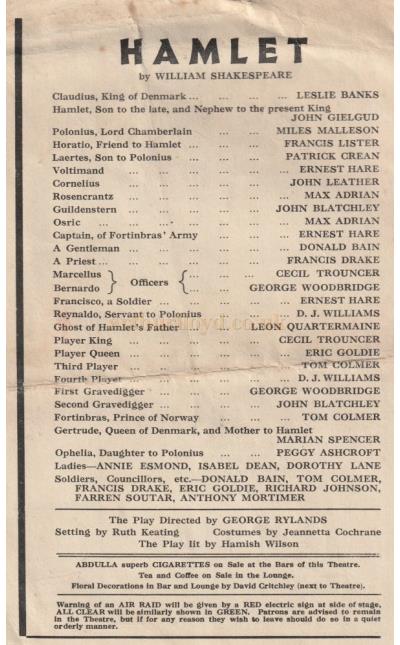 HAMLET
by WILLIAM SHAKESPEARE
Claudius, King of Denmark ... ... ... ... LESLIE BANKS
Hamlet, Son to the late, and Nephew to the present King
JOHN GIELGUD
Polonius, Lord Chamberlain ... ... MILES MALLESON
Horatio, Friend to Hamlet ... ... ... FRANCIS LISTER
Laertes, Son to Polonius ... ... ... PATRICK CREAN
Voltimand ... ... ... ... ... ERNEST HARE
Cornelius ... ... ... ... ... JOHN LEATHER
Rosencrantz ... ... ... ... ... MAX ADRIAN
Guildenstern ... ... ... ... JOHN BLATCHLEY
Osric ... ... ... ... ... MAX ADRIAN
Captain, of Fortinbras' Army ... ... ERNEST HARE
A Gentleman ... ... ... ... DONALD BAIN
A Priest ... ... ... ... ... FRANCIS DRAKE
Marcellus } Officers { ... ... ... CECIL TROUNCER
Bernardo } Officers { ... ... GEORGE WOODBRIDGE
Francisco, a Soldier ... ... ... ... ERNEST HARE
Reynaldo, Servant to Polonius ... ... D. J. WILLIAMS
Ghost of Hamlet's Father ... LEON QUARTERMAINE
Player King ... ... ... ... CECIL TROUNCER
Player Queen ... ... ... ... ERIC GOLDIE
Third Player ... ... ... ... TOM COLMER
Fourth Player ... ... ... ... D. J. WILLIAMS
First Gravedigger ... ... ... GEORGE WOODBRIDGE
Second Gravedigger ... ... ... JOHN BLATCHLEY
Fortinbras, Prince of Norway ... ... TOM COLMER
Gertrude, Queen of Denmark, and Mother to Hamlet
MARIAN SPENCER
Ophelia, Daughter to Polonius ... PEGGY ASHCROFT
Ladies—ANNIE ESMOND, ISABEL DEAN, DOROTHY LANE
Soldiers, Councillors, etc.—DONALD BAIN, TOM COLMER,
FRANCIS DRAKE, ERIC GOLDIE, RICHARD JOHNSON,
FARREN SOUTAR, ANTHONY MORTIMER
The Play Directed by GEORGE RYLANDS
Setting by Ruth Keating Costumes by Jeannetta Cochrane
The Play lit by Hamish Wilson
ABDULLA superb CIGARETTES on Sale at the Bars of this Theatre.
Tea and Coffee on Sale in the Lounge.
Floral Decorations in Bar and Lounge by David Critchley (next to Theatre).
Warning of an AIR RAID will be given by a RED electric sign at side of stage,
ALL CLEAR will be similarly shown in GREEN. Patrons are advised to remain
in the Theatre, but if for any reason they wish to leave should do so in a quiet
orderly manner.